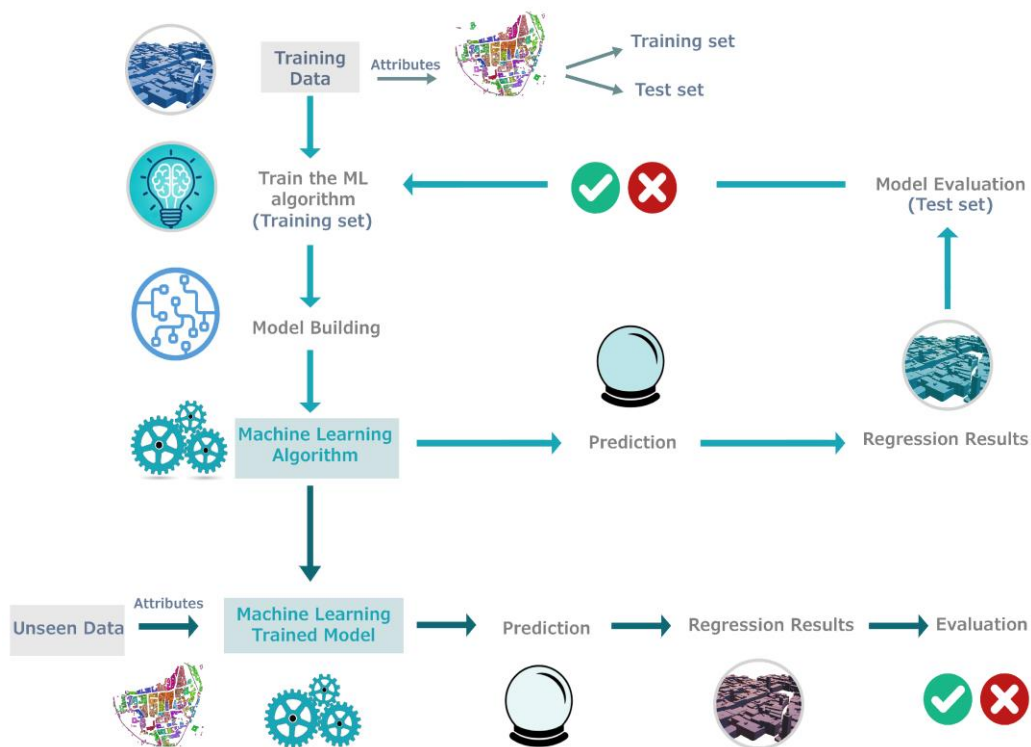 Training
Data
Attributes
Training set
Test set
Train the ML
algorithm
(Training set)
Model Evaluation
(Test set)
Model Building
Machine Learning
Algorithm
Prediction
Regression Results
Unseen Data
Attributes
Machine Learning
Trained Model
Prediction
Regression Results
Evaluation